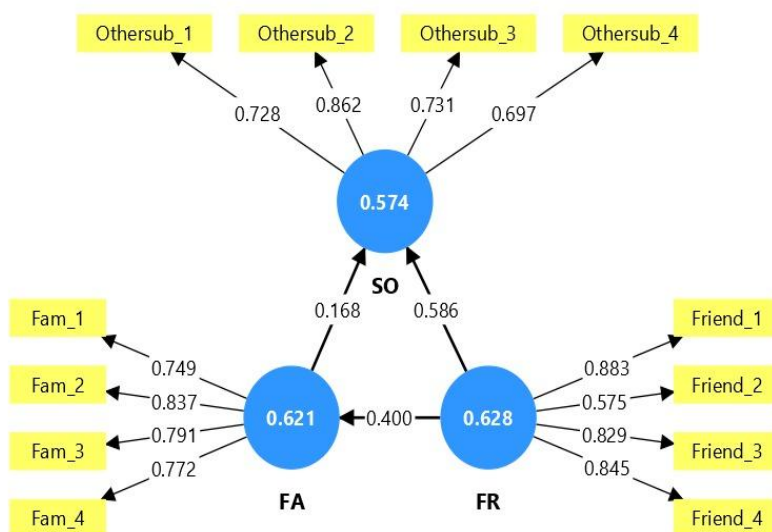 Othersub_1
Othersub_2
Othersub_3
Othersub_4
0.728
0.862
0.731
0.697
0.574
SO
0.168
0.586
Fam_1
Fam_2
Fam_3
Fam_4
0.749
0.837
0.791
0.772
0.621
FA
0.400
0.628
FR
0.883
0.575
0.829
0.845
Friend_1
Friend_2
Friend_3
Friend_4